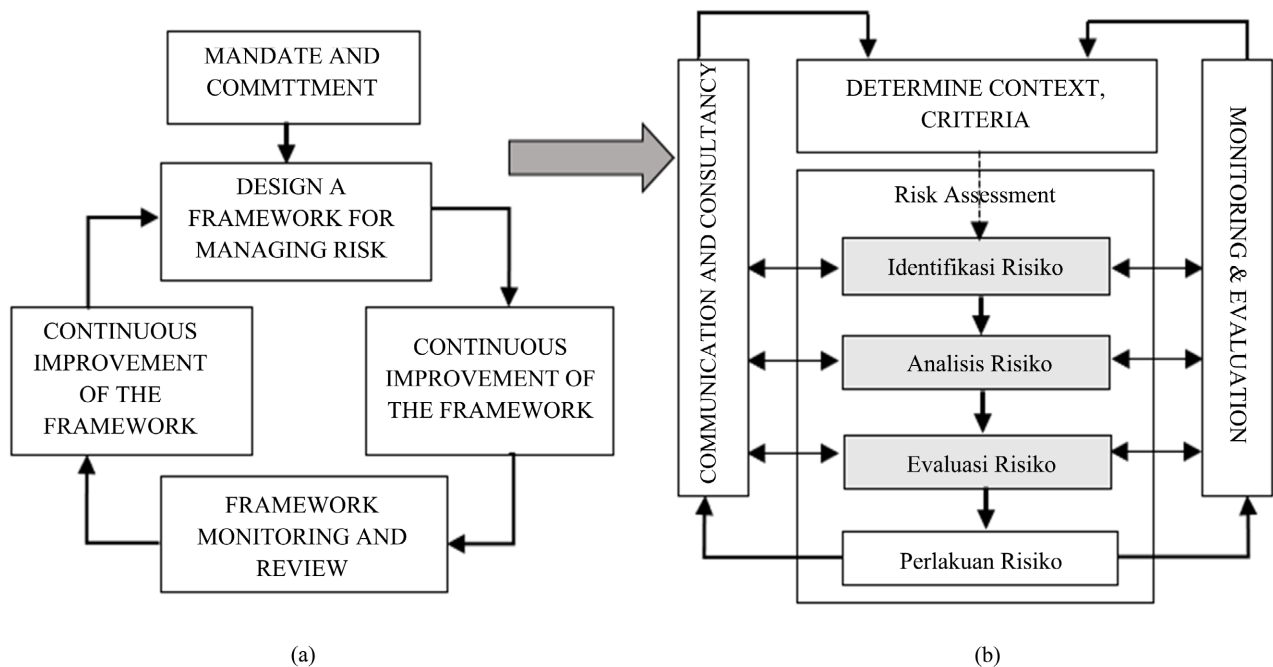 MANDATE AND
COMMTTMENT
DESIGN A
FRAMEWORK FOR
MANAGING RISK
CONTINUOUS
IMPROVEMENT
OF THE
FRAMEWORK
CONTINUOUS
IMPROVEMENT OF
THE FRAMEWORK
FRAMEWORK
MONITORING AND
REVIEW
(a)
COMMUNICATION AND CONSULTANCY
DETERMINE CONTEXT,
CRITERIA
Risk Assessment
Identifikasi Risiko
Analisis Risiko
Evaluasi Risiko
Perlakuan Risiko
MONITORING & EVALUATION
(b)